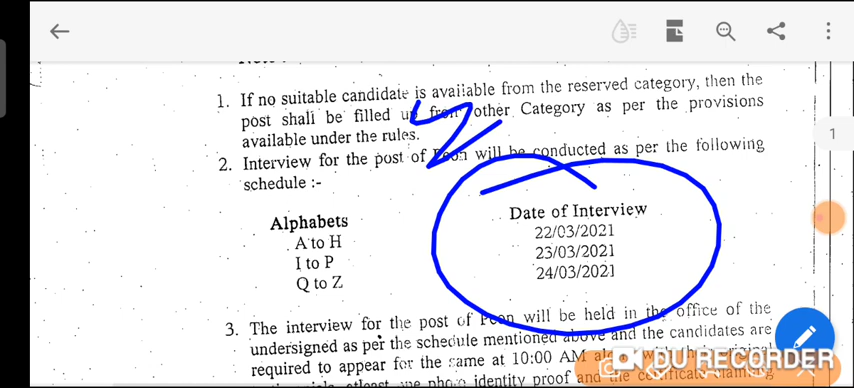 1. If no suitable candidate is available from the reserved category, then the
post shall be filled up from other Category as per the provisions
available under the rules.
2. Interview for the post of Peon will be conducted as per the following
schedule :-
Alphabets Date of Interview
A to H 22/03/2021
I to P 23/03/2021
Q to Z 24/03/2021
3. The interview for the post of Peon will be held in the office of the
undersigned as per the schedule mentioned above and the candidates are
required to appear for the same at 10:00 AM
identity proof and the
1
DU RECORDER